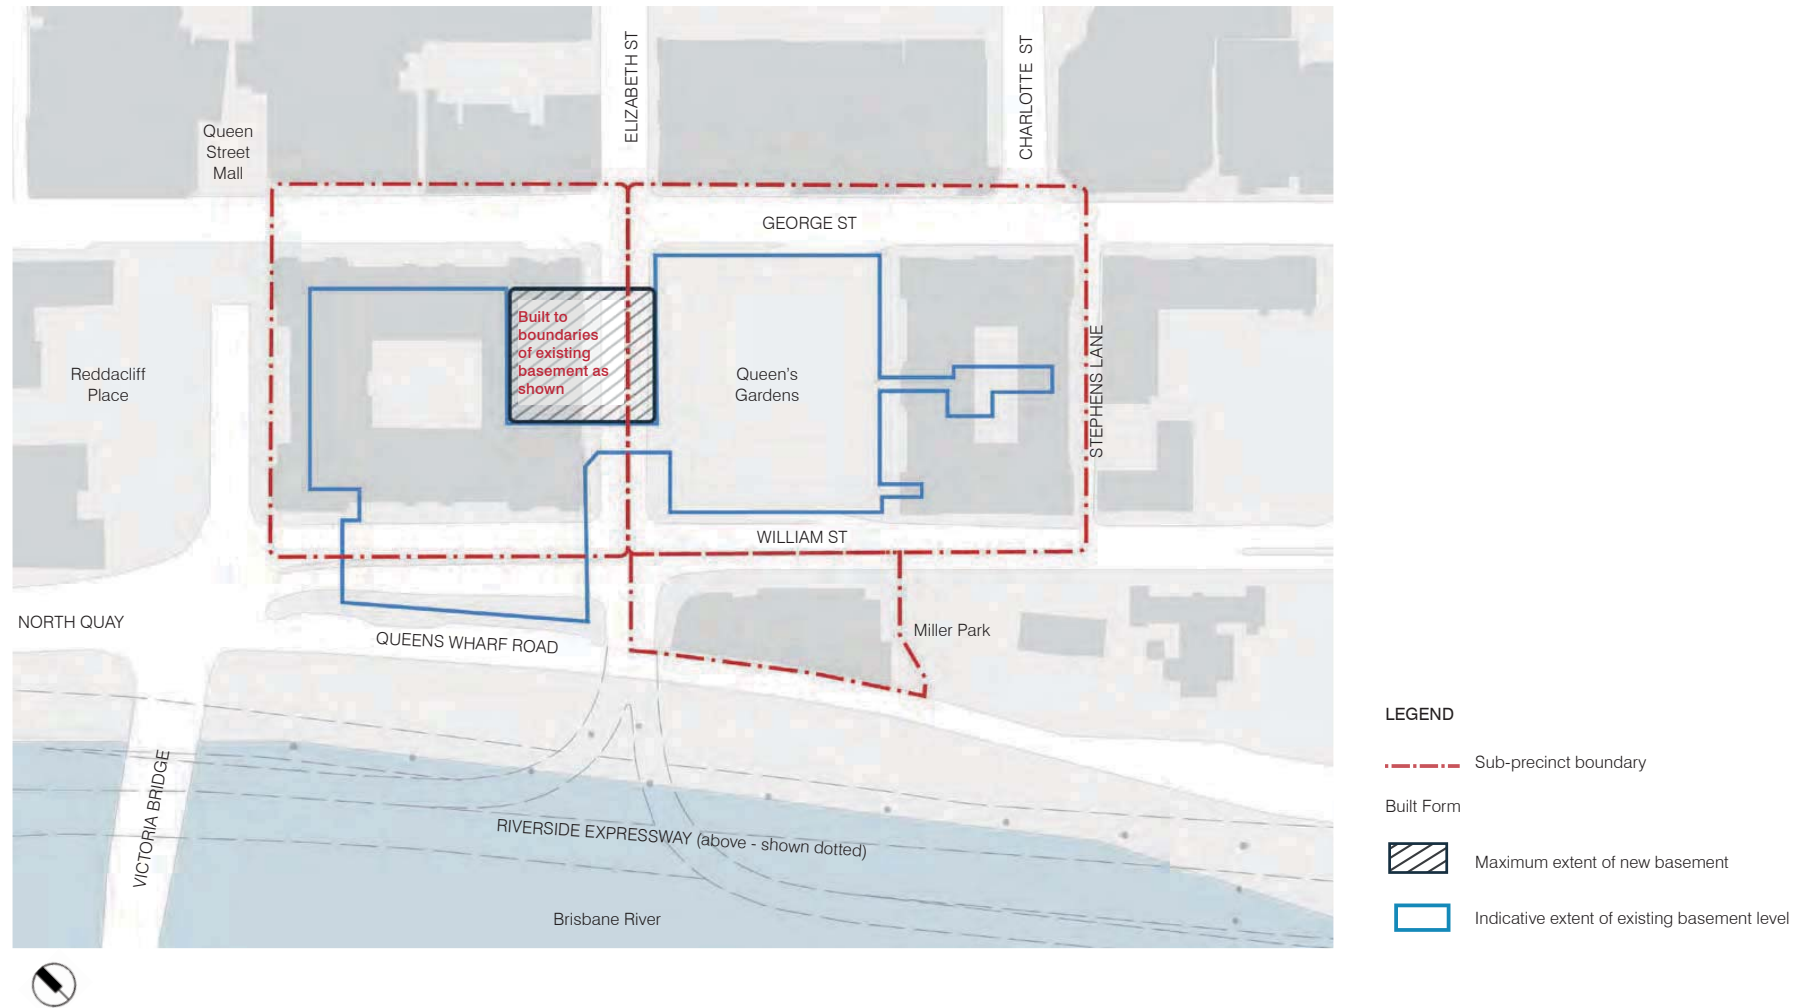 ELIZABETH ST
CHARLOTTE ST
Queen
Street
Mall
GEORGE ST
Built to
boundaries
of existing
basement as
shown
Reddacliff
Place
Queen's
Gardens
STEPHENS LANE
WILLIAM ST
NORTH QUAY
QUEENS WHARF ROAD
Miller Park
VICTORIA BRIDGE
RIVERSIDE EXPRESSWAY (above - shown dotted)
Brisbane River
LEGEND
Sub-precinct boundary
Built Form
Maximum extent of new basement
Indicative extent of existing basement level